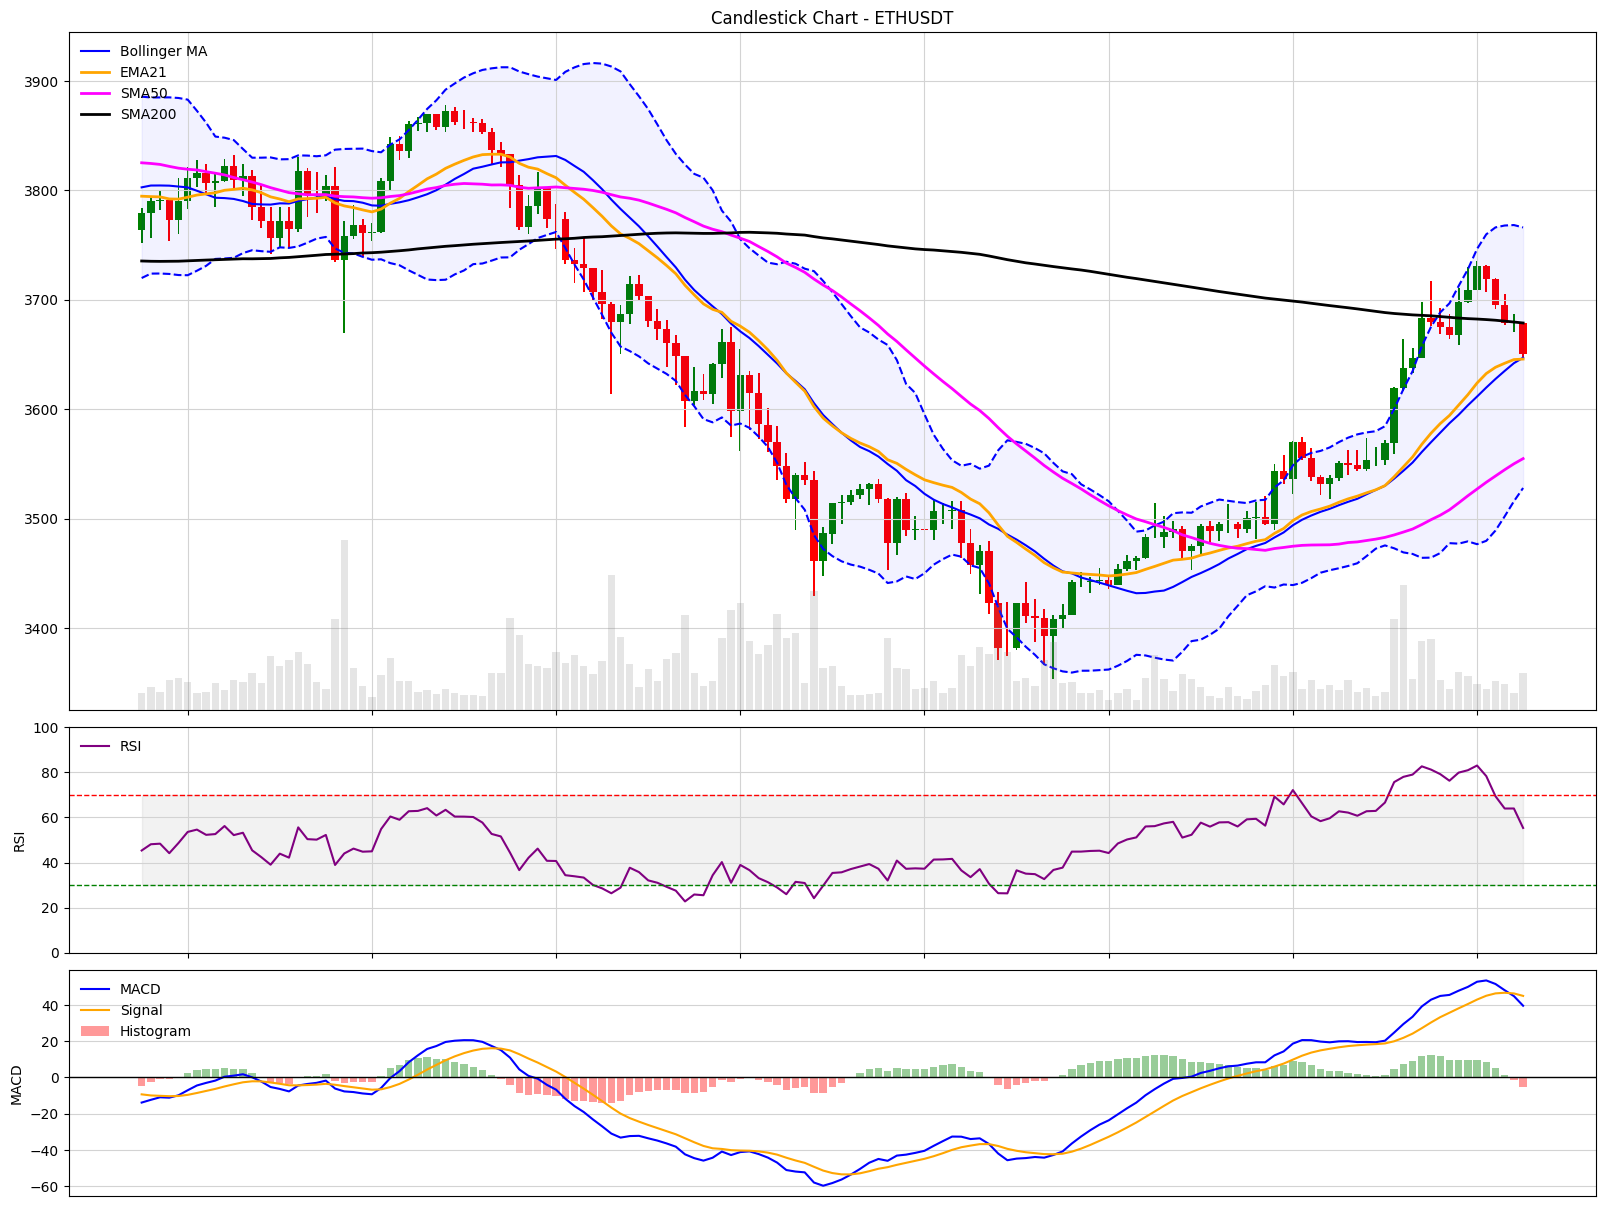 Candlestick Chart - ETHUSDT
Bollinger MA
EMA21
SMA50
SMA200
3900
3800
3700
3600
3500
3400
RSI
100
80
60
40
20
0
RSI
MACD
Signal
Histogram
40
20
0
−20
−40
−60
MACD